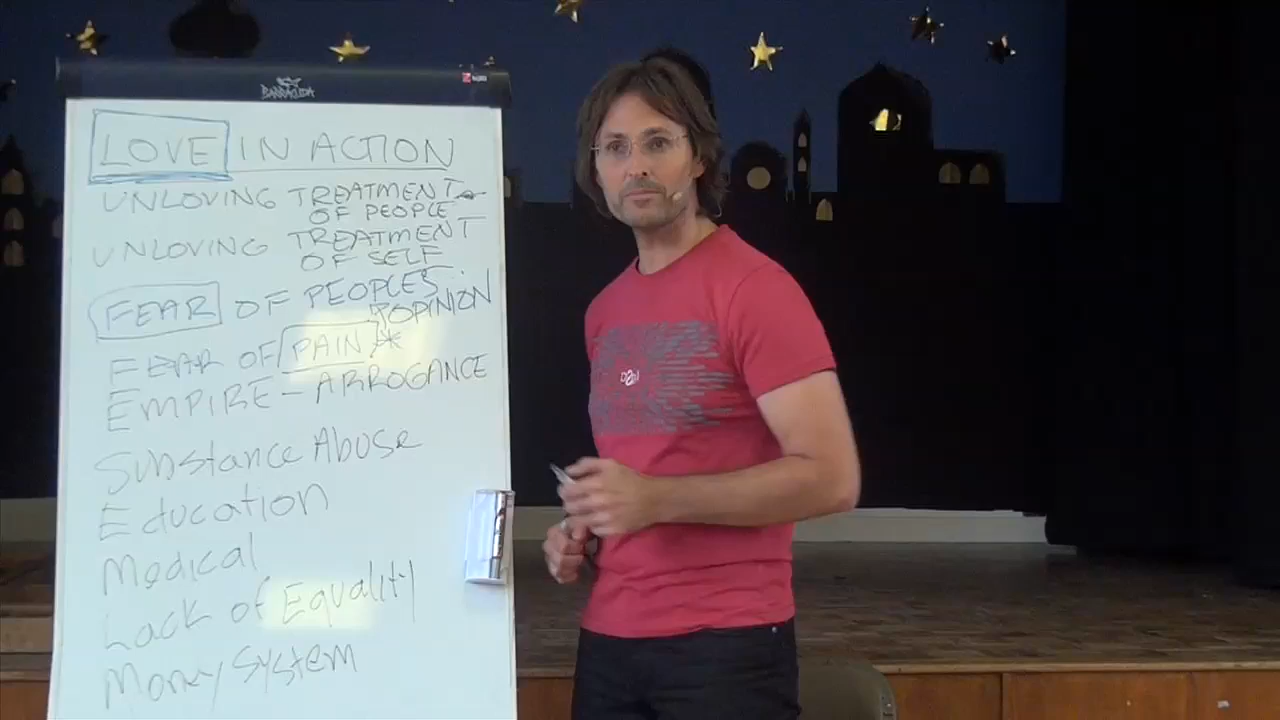 BARRACUDA
LOVE IN ACTION
UNLOVING TREATMENT
OF PEOPLE
UNLOVING TREATMENT
OF SELF
FEAR OF PEOPLES
OPINION
FEAR OF PAIN *
EMPIRE - ARROGANCE
Substance Abuse
Education
Medical
Lack of Equality
Money System